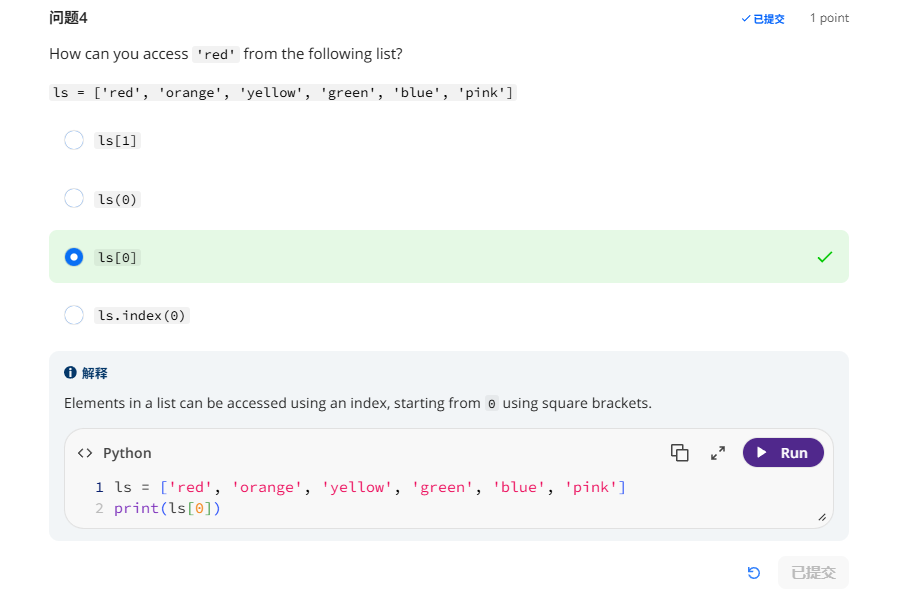 问题4
已提交 1 point
How can you access 'red' from the following list?
ls = ['red', 'orange', 'yellow', 'green', 'blue', 'pink']
ls[1]
ls(0)
ls[0]
ls.index(0)
解释
Elements in a list can be accessed using an index, starting from 0 using square brackets.
<> Python
Run
1 ls = ['red', 'orange', 'yellow', 'green', 'blue', 'pink']
2 print(ls[0])
已提交